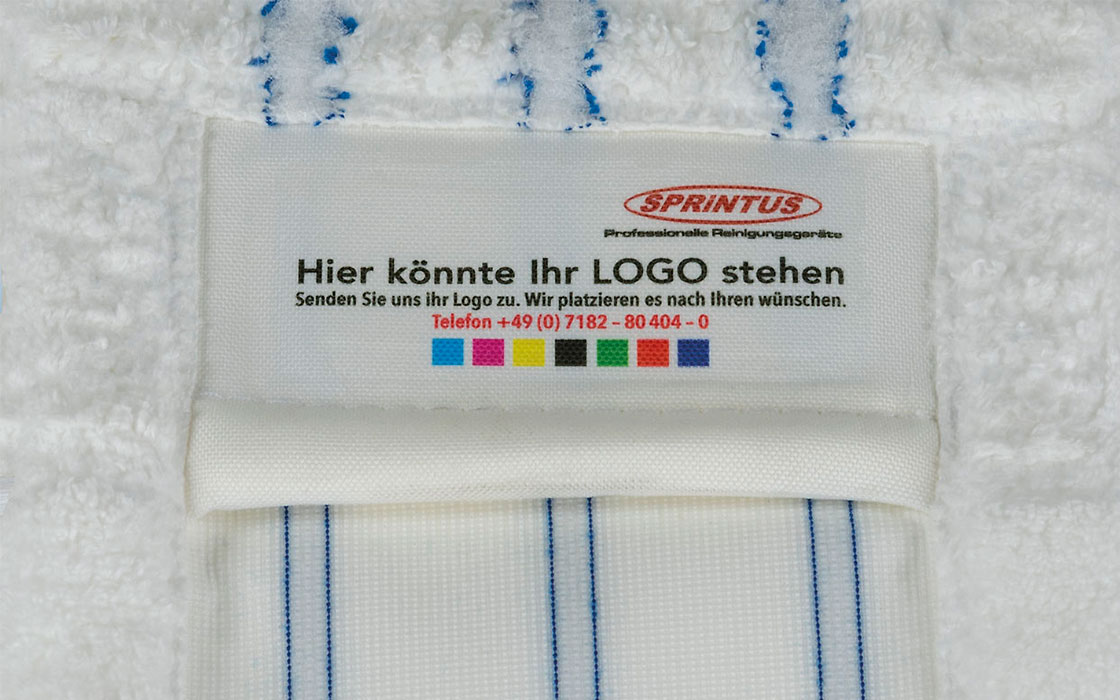 SPRiNTUS
Professionelle Reinigungsgeräte
Hier könnte Ihr LOGO stehen
Senden Sie uns ihr Logo zu. Wir platzieren es nach Ihren wünschen.
Telefon +49 (0) 7182 – 80 404 – 0